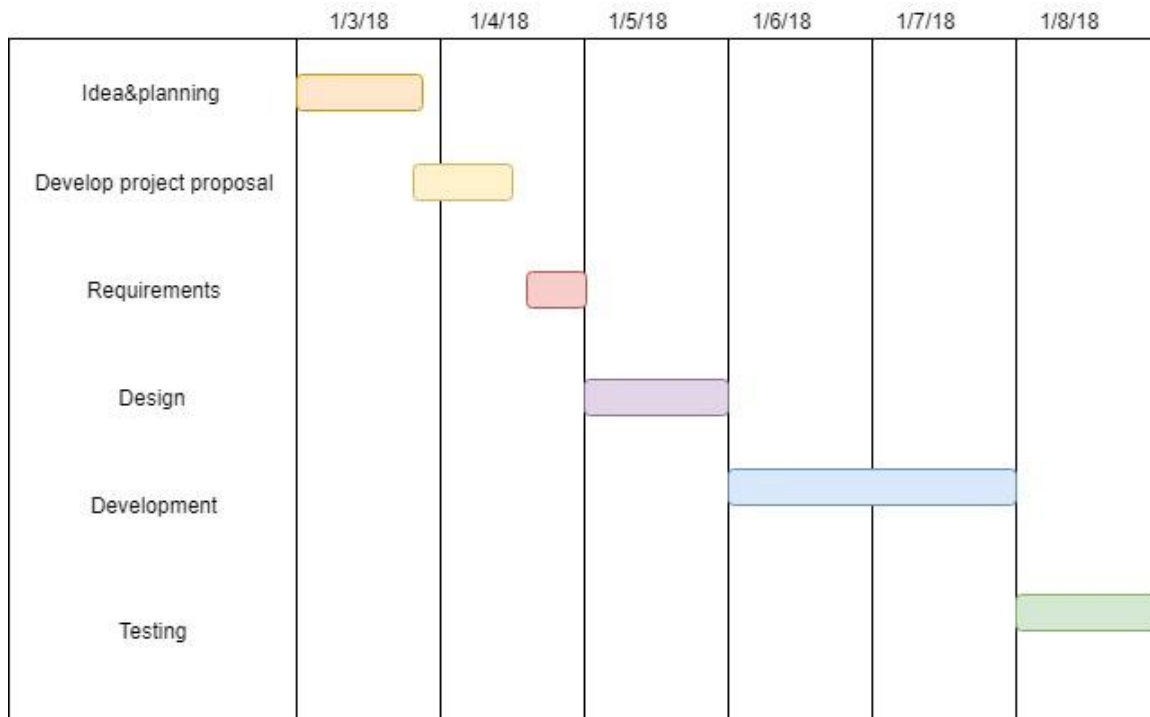 1/3/18 1/4/18 1/5/18 1/6/18 1/7/18 1/8/18
Idea&planning
Develop project proposal
Requirements
Design
Development
Testing